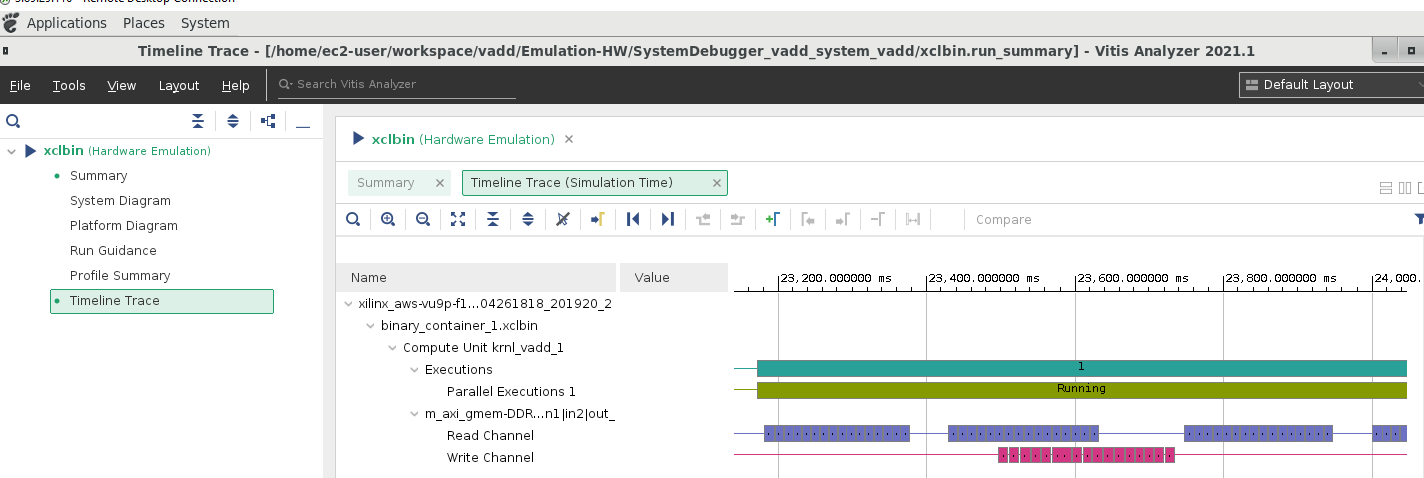 Remote Desktop Connection
Applications Places System
Timeline Trace - [/home/ec2-user/workspace/vadd/Emulation-HW/SystemDebugger_vadd_system_vadd/xclbin.run_summary] - Vitis Analyzer 2021.1
File Tools View Layout Help Search Vitis Analyzer Default Layout
xclbin (Hardware Emulation)
Summary
System Diagram
Platform Diagram
Run Guidance
Profile Summary
Timeline Trace
xclbin (Hardware Emulation)
Summary Timeline Trace (Simulation Time)
Compare
Name Value 23,200.000000 ms 23,400.000000 ms 23,600.000000 ms 23,800.000000 ms 24,000.
xilinx_aws-vu9p-f1...04261818_201920_2
binary_container_1.xclbin
Compute Unit krnl_vadd_1
Executions 1
Parallel Executions 1 Running
m_axi_gmem-DDR...n1|in2|out_
Read Channel
Write Channel